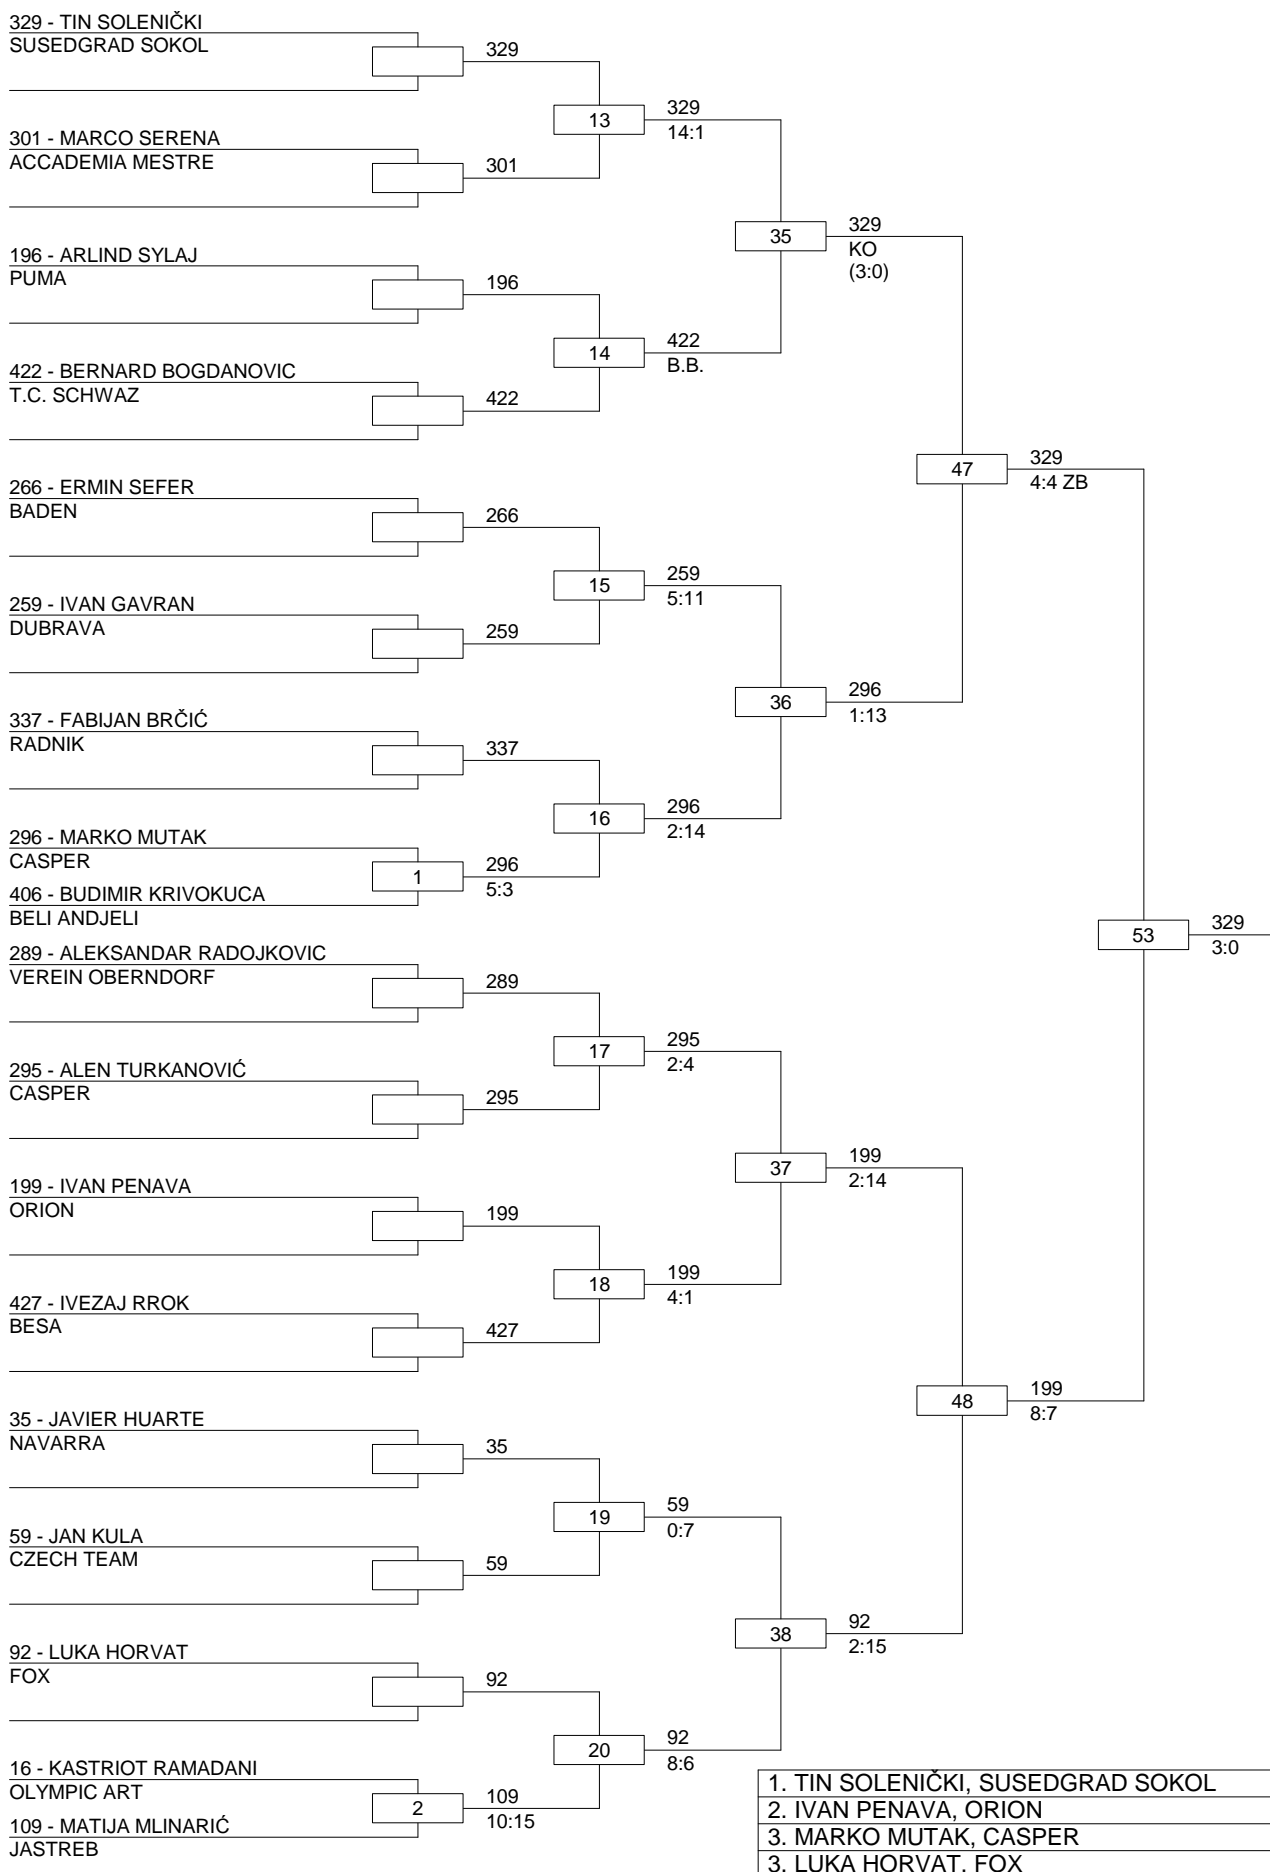 329 - TIN SOLENIČKI
SUSEDGRAD SOKOL
329
13
329
14:1
301 - MARCO SERENA
ACCADEMIA MESTRE
301
35
329
KO
(3:0)
196 - ARLIND SYLAJ
PUMA
196
14
422
B.B.
422 - BERNARD BOGDANOVIC
T.C. SCHWAZ
422
47
329
4:4 ZB
266 - ERMIN SEFER
BADEN
266
15
259
5:11
259 - IVAN GAVRAN
DUBRAVA
259
36
296
1:13
337 - FABIJAN BRČIĆ
RADNIK
337
16
296
2:14
296 - MARKO MUTAK
CASPER
1
296
5:3
406 - BUDIMIR KRIVOKUCA
BELI ANDJELI
53
329
3:0
289 - ALEKSANDAR RADOJKOVIC
VEREIN OBERNDORF
289
17
295
2:4
295 - ALEN TURKANOVIĆ
CASPER
295
37
199
2:14
199 - IVAN PENAVA
ORION
199
18
199
4:1
427 - IVEZAJ RROK
BESA
427
48
199
8:7
35 - JAVIER HUARTE
NAVARRA
35
19
59
0:7
59 - JAN KULA
CZECH TEAM
59
38
92
2:15
92 - LUKA HORVAT
FOX
92
20
92
8:6
16 - KASTRIOT RAMADANI
OLYMPIC ART
2
109
10:15
109 - MATIJA MLINARIĆ
JASTREB
1. TIN SOLENIČKI, SUSEDGRAD SOKOL
2. IVAN PENAVA, ORION
3. MARKO MUTAK, CASPER
3. LUKA HORVAT, FOX